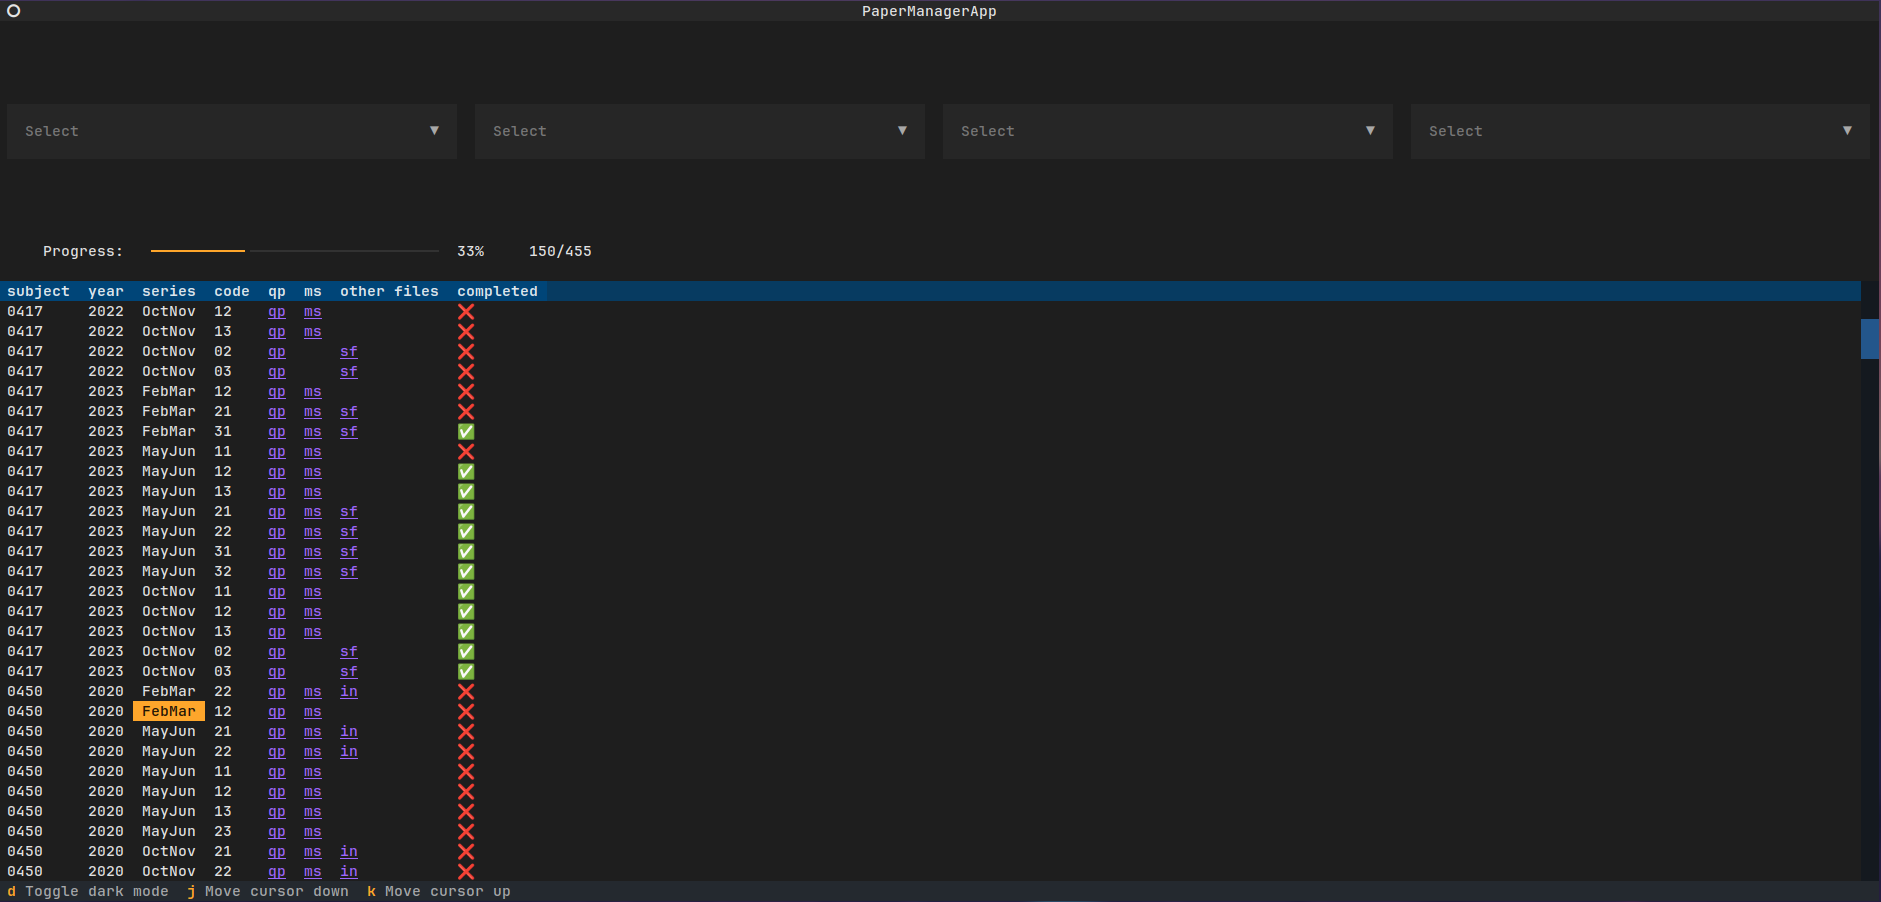 PaperManagerApp
Select ▼ Select ▼ Select ▼ Select ▼
Progress: 33% 150/455
subject year series code qp ms other files completed
0417 2022 OctNov 12 qp ms ❌
0417 2022 OctNov 13 qp ms ❌
0417 2022 OctNov 02 qp sf ❌
0417 2022 OctNov 03 qp sf ❌
0417 2023 FebMar 12 qp ms ❌
0417 2023 FebMar 21 qp ms sf ❌
0417 2023 FebMar 31 qp ms sf ✅
0417 2023 MayJun 11 qp ms ❌
0417 2023 MayJun 12 qp ms ✅
0417 2023 MayJun 13 qp ms ✅
0417 2023 MayJun 21 qp ms sf ✅
0417 2023 MayJun 22 qp ms sf ✅
0417 2023 MayJun 31 qp ms sf ✅
0417 2023 MayJun 32 qp ms sf ✅
0417 2023 OctNov 11 qp ms ✅
0417 2023 OctNov 12 qp ms ✅
0417 2023 OctNov 13 qp ms ✅
0417 2023 OctNov 02 qp sf ✅
0417 2023 OctNov 03 qp sf ✅
0450 2020 FebMar 22 qp ms in ❌
0450 2020 FebMar 12 qp ms ❌
0450 2020 MayJun 21 qp ms in ❌
0450 2020 MayJun 22 qp ms in ❌
0450 2020 MayJun 11 qp ms ❌
0450 2020 MayJun 12 qp ms ❌
0450 2020 MayJun 13 qp ms ❌
0450 2020 MayJun 23 qp ms ❌
0450 2020 OctNov 21 qp ms in ❌
0450 2020 OctNov 22 qp ms in ❌
d Toggle dark mode j Move cursor down k Move cursor up